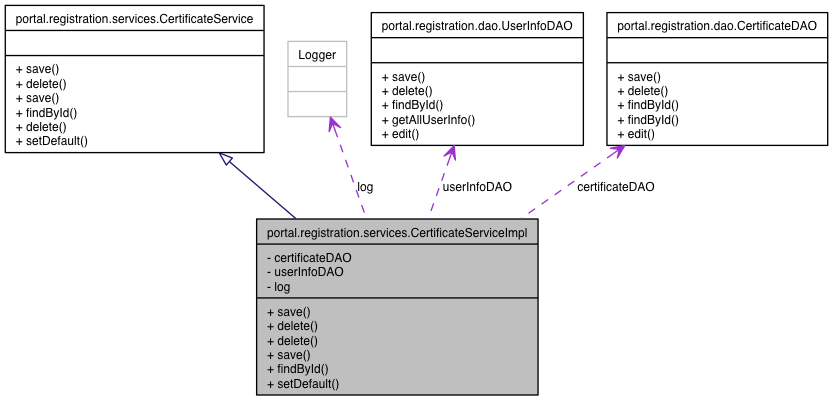 portal.registration.services.CertificateService
+ save()
+ delete()
+ save()
+ findById()
+ delete()
+ setDefault()
Logger
portal.registration.dao.UserInfoDAO
+ save()
+ delete()
+ findById()
+ getAllUserInfo()
+ edit()
portal.registration.dao.CertificateDAO
+ save()
+ delete()
+ findById()
+ findById()
+ edit()
log
userInfoDAO
certificateDAO
portal.registration.services.CertificateServiceImpl
- certificateDAO
- userInfoDAO
- log
+ save()
+ delete()
+ delete()
+ save()
+ findById()
+ setDefault()